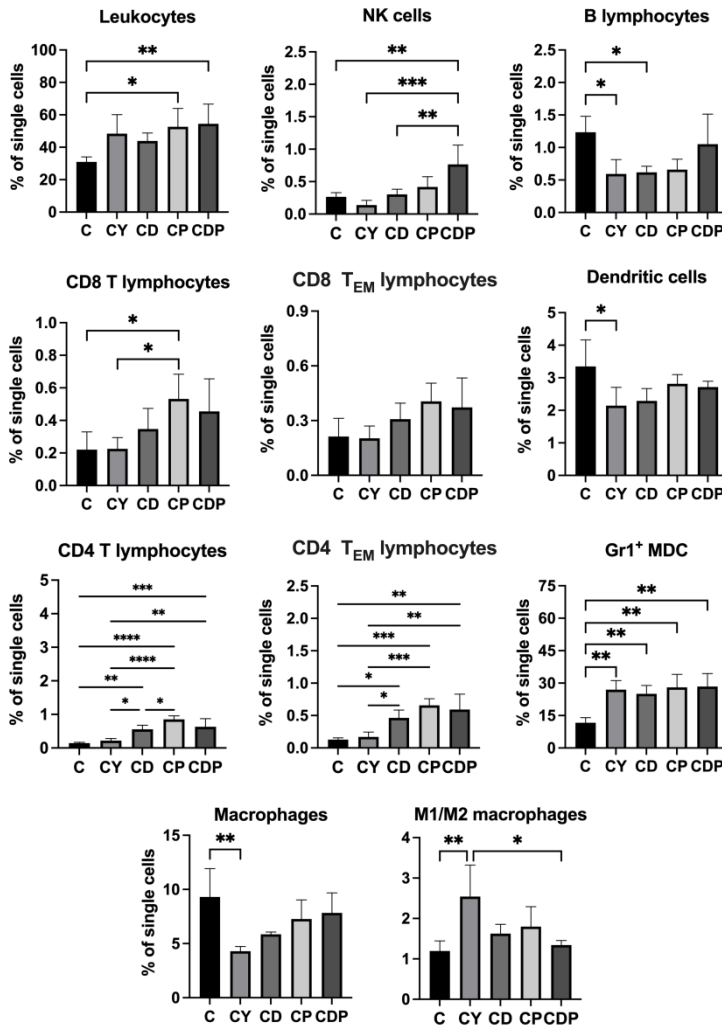 Leukocytes
% of single cells
100
80
60
40
20
0
**
*
C CY CD CP CDP
NK cells
% of single cells
2.5
2.0
1.5
1.0
0.5
0.0
**
***
**
C CY CD CP CDP
B lymphocytes
% of single cells
2.5
2.0
1.5
1.0
0.5
0.0
*
*
C CY CD CP CDP
CD8 T lymphocytes
% of single cells
1.0
0.8
0.6
0.4
0.2
0.0
*
*
C CY CD CP CDP
CD8 TEM lymphocytes
% of single cells
0.9
0.6
0.3
0.0
C CY CD CP CDP
Dendritic cells
% of single cells
5
4
3
2
1
0
*
C CY CD CP CDP
CD4 T lymphocytes
% of single cells
5
4
3
2
1
0
***
**
****
****
**
* *
C CY CD CP CDP
CD4 TEM lymphocytes
% of single cells
2.5
2.0
1.5
1.0
0.5
0.0
**
**
***
***
*
*
C CY CD CP CDP
Gr1+ MDC
% of single cells
75
60
45
30
15
0
**
**
**
**
C CY CD CP CDP
Macrophages
% of single cells
15
10
5
0
**
C CY CD CP CDP
M1/M2 macrophages
% of single cells
4
3
2
1
0
** *
C CY CD CP CDP